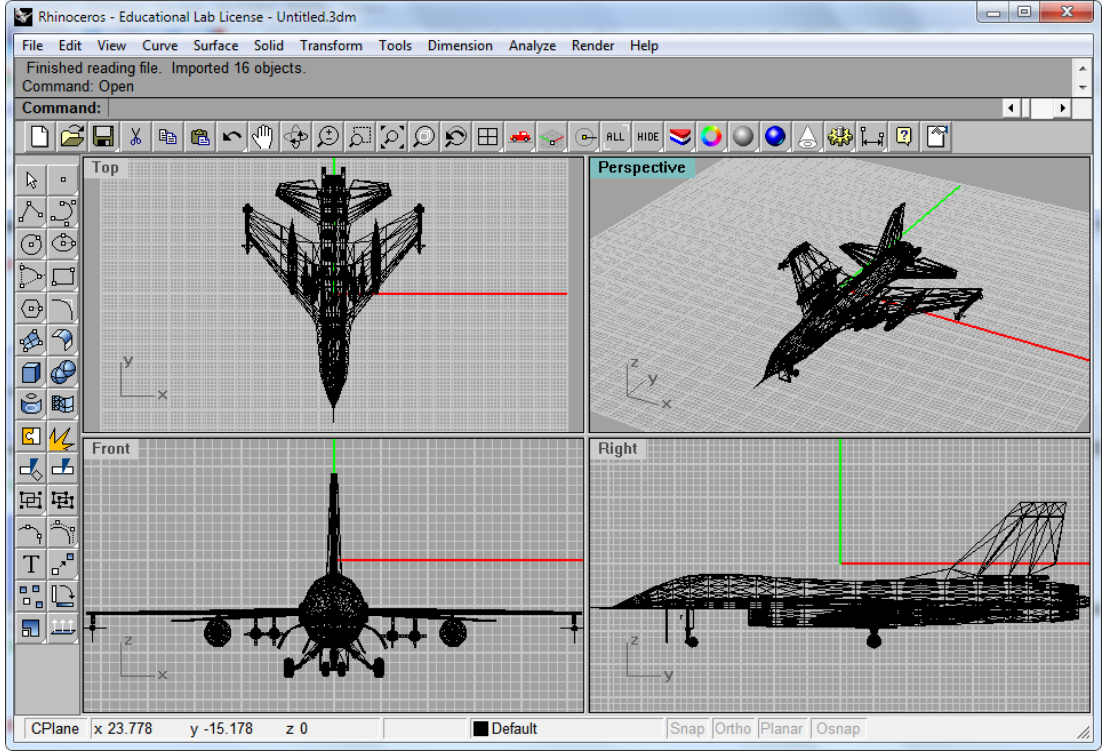 Rhinoceros - Educational Lab License - Untitled.3dm
File Edit View Curve Surface Solid Transform Tools Dimension Analyze Render Help
Finished reading file. Imported 16 objects.
Command: Open
Command:
ALL HIDE
Top
Perspective
y
x
z
y
x
Front
Right
z
x
z
y
T
CPlane x 23.778 y -15.178 z 0 Default Snap Ortho Planar Osnap